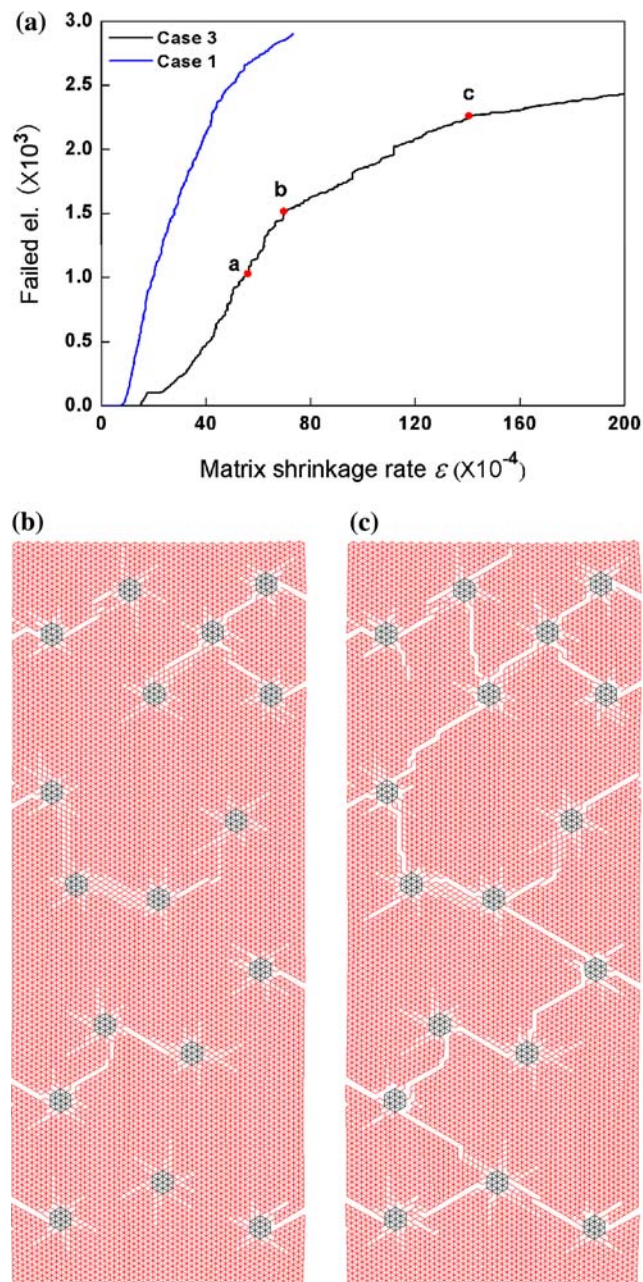 (a)
3.0
2.5
2.0
1.5
1.0
0.5
0.0
Failed el. (X10³)
Case 3
Case 1
a
b
c
0 40 80 120 160 200
Matrix shrinkage rate ε (X10⁻⁴)
(b) (c)